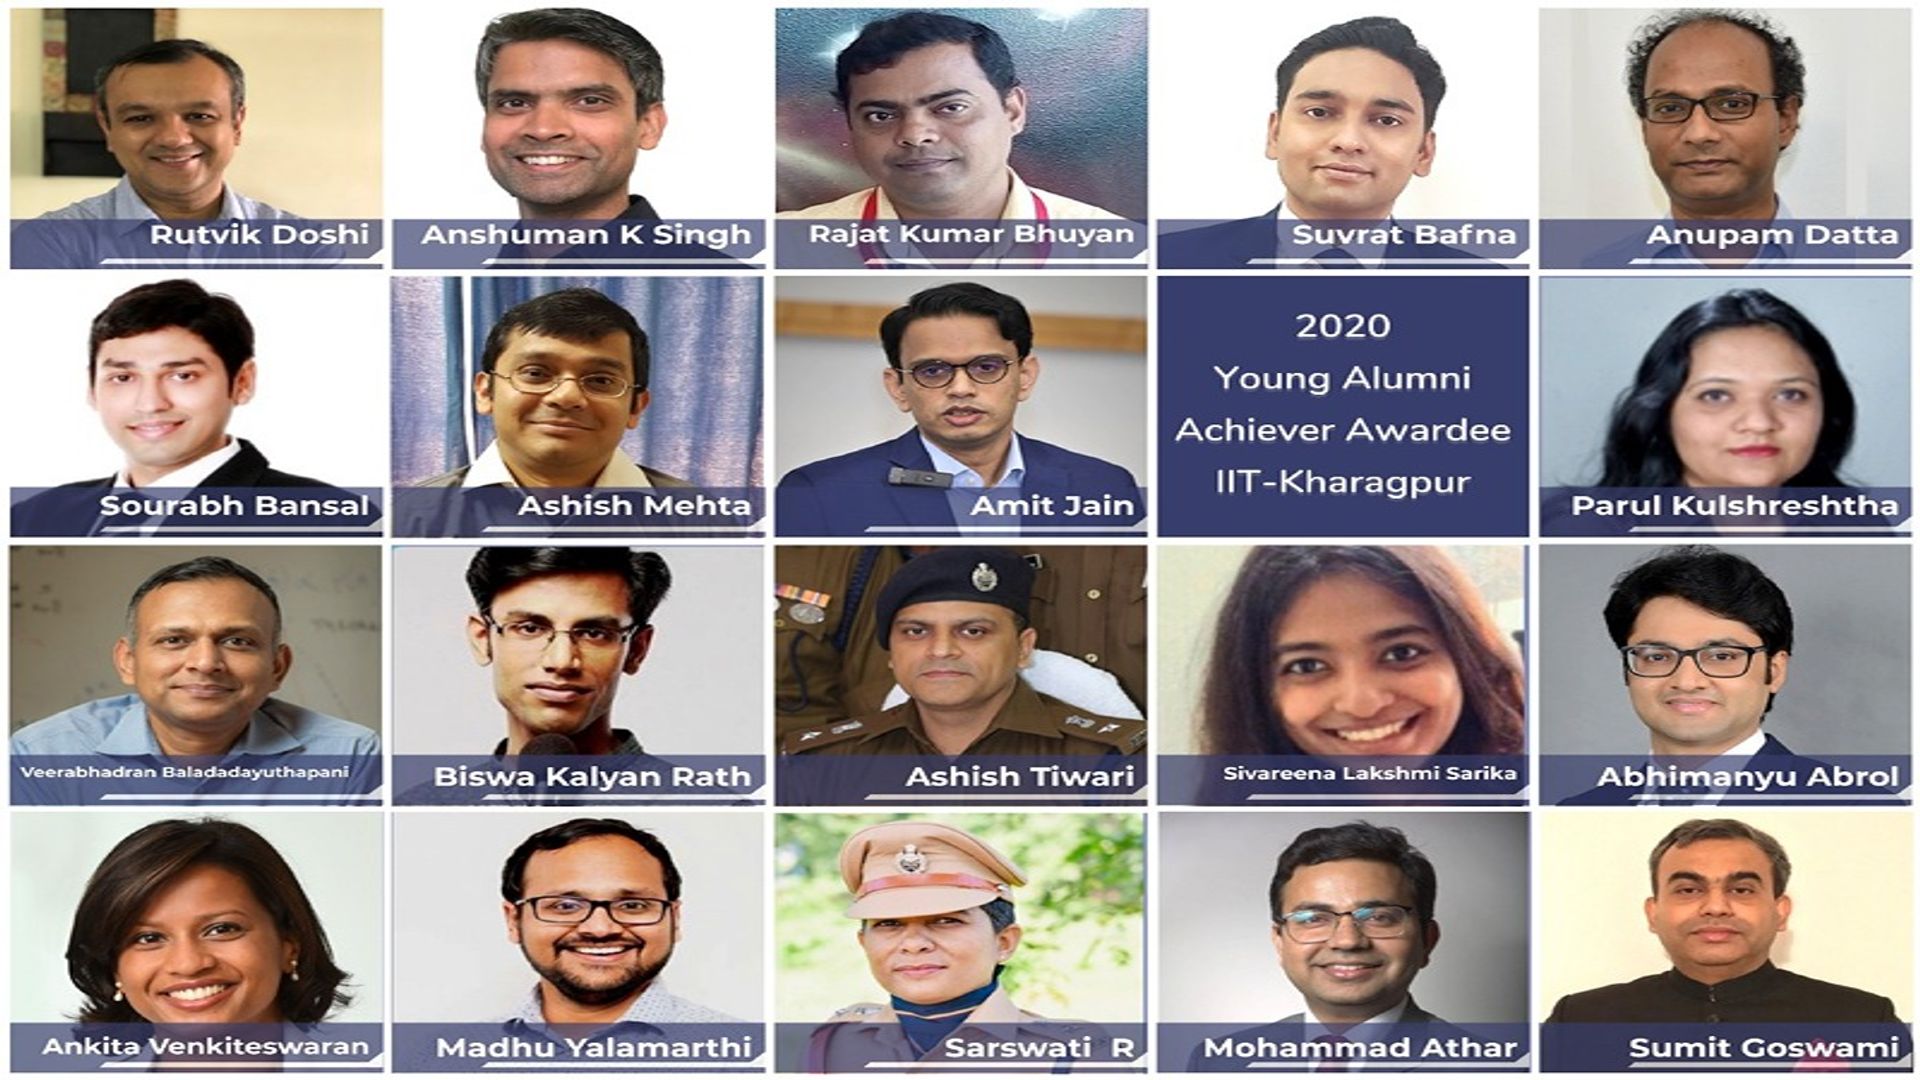 Rutvik Doshi
Anshuman K Singh
Rajat Kumar Bhuyan
Suvrat Bafna
Anupam Datta
Sourabh Bansal
Ashish Mehta
Amit Jain
2020
Young Alumni
Achiever Awardee
IIT-Kharagpur
Parul Kulshreshtha
Veerabhadran Baladadayuthapani
Biswa Kalyan Rath
Ashish Tiwari
Sivareena Lakshmi Sarika
Abhimanyu Abrol
Ankita Venkiteswaran
Madhu Yalamarthi
Sarswati R
Mohammad Athar
Sumit Goswami